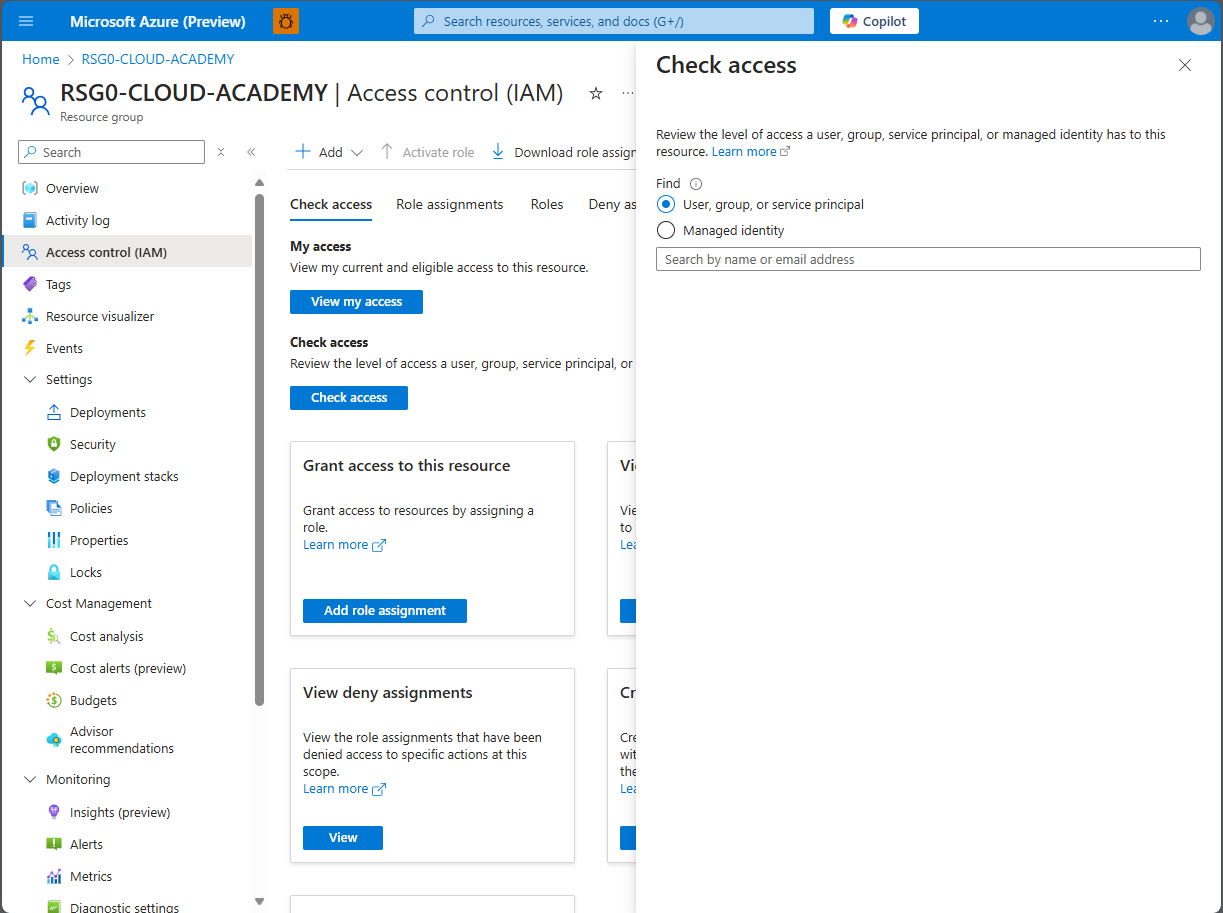 Microsoft Azure (Preview)
Search resources, services, and docs (G+/)
Copilot
Home > RSG0-CLOUD-ACADEMY
RSG0-CLOUD-ACADEMY | Access control (IAM)
Resource group
Search
Overview
Activity log
Access control (IAM)
Tags
Resource visualizer
Events
Settings
Deployments
Security
Deployment stacks
Policies
Properties
Locks
Cost Management
Cost analysis
Cost alerts (preview)
Budgets
Advisor
recommendations
Monitoring
Insights (preview)
Alerts
Metrics
Diagnostic settings
Add
Activate role
Download role assign
Check access
Role assignments
Roles
Deny as
My access
View my current and eligible access to this resource.
View my access
Check access
Review the level of access a user, group, service principal, or
Check access
Grant access to this resource
Grant access to resources by assigning a
role.
Learn more
Add role assignment
Vi
Vie
to
Lea
View deny assignments
View the role assignments that have been
denied access to specific actions at this
scope.
Learn more
View
Cr
Cre
wit
the
Lea
Check access
Review the level of access a user, group, service principal, or managed identity has to this
resource. Learn more
Find
User, group, or service principal
Managed identity
Search by name or email address